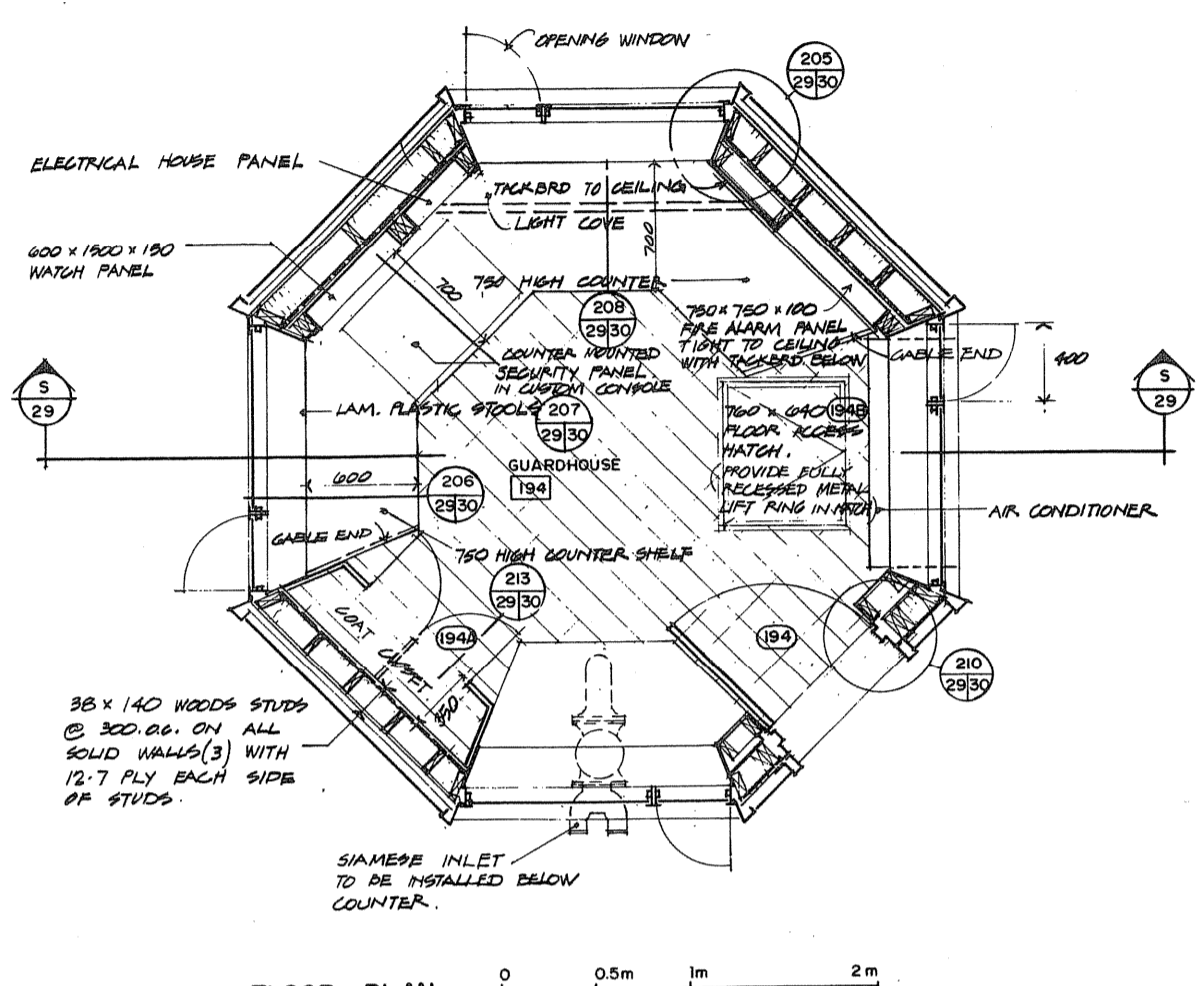 OPENING WINDOW
205
29 30
ELECTRICAL HOUSE PANEL
TACKBRD TO CEILING
LIGHT COVE
600 x 1500 x 150
WATCH PANEL
700
700
750 HIGH COUNTER
208
29 30
750 x 750 x 100
FIRE ALARM PANEL
TIGHT TO CEILING
WITH TACKBRD. BELOW
GABLE END
400
COUNTER MOUNTED
SECURITY PANEL.
IN CUSTOM CONSOLE
S
29
S
29
LAM. PLASTIC STOOLS
207
29 30
760 x 640
194B
FLOOR ACCESS
HATCH.
PROVIDE FULLY
RECESSED METAL
LIFT RING IN HATCH
GUARDHOUSE
194
600
206
29 30
AIR CONDITIONER
GABLE END
750 HIGH COUNTER SHELF
213
29 30
COAT
CLOSET
194A
194
350
210
29 30
38 x 140 WOODS STUDS
@ 300.O.C. ON ALL
SOLID WALLS (3) WITH
12.7 PLY EACH SIDE
OF STUDS.
SIAMESE INLET
TO BE INSTALLED BELOW
COUNTER.
FLOOR PLAN
0 0.5m 1m 2m